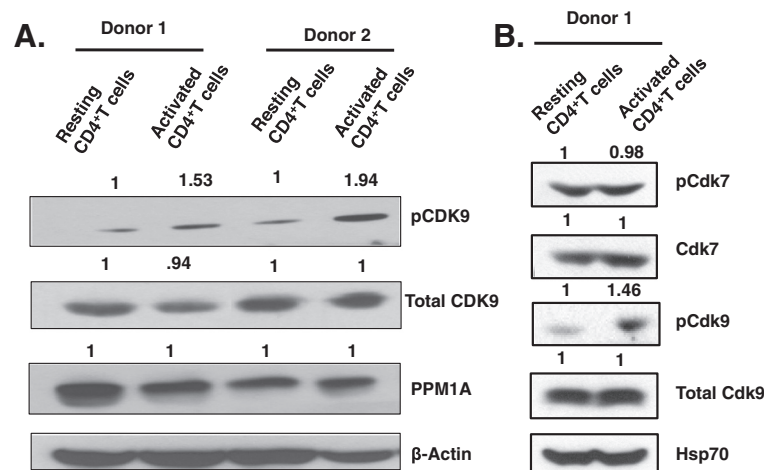 A.
Donor 1
Donor 2
Resting
CD4+T cells
Activated
CD4+T cells
Resting
CD4+T cells
Activated
CD4+T cells
1 1.53 1 1.94
pCDK9
1 .94 1 1
Total CDK9
1 1 1 1
PPM1A
β-Actin
B.
Donor 1
Resting
CD4+T cells
Activated
CD4+T cells
1 0.98
pCdk7
1 1
Cdk7
1 1.46
pCdk9
1 1
Total Cdk9
Hsp70